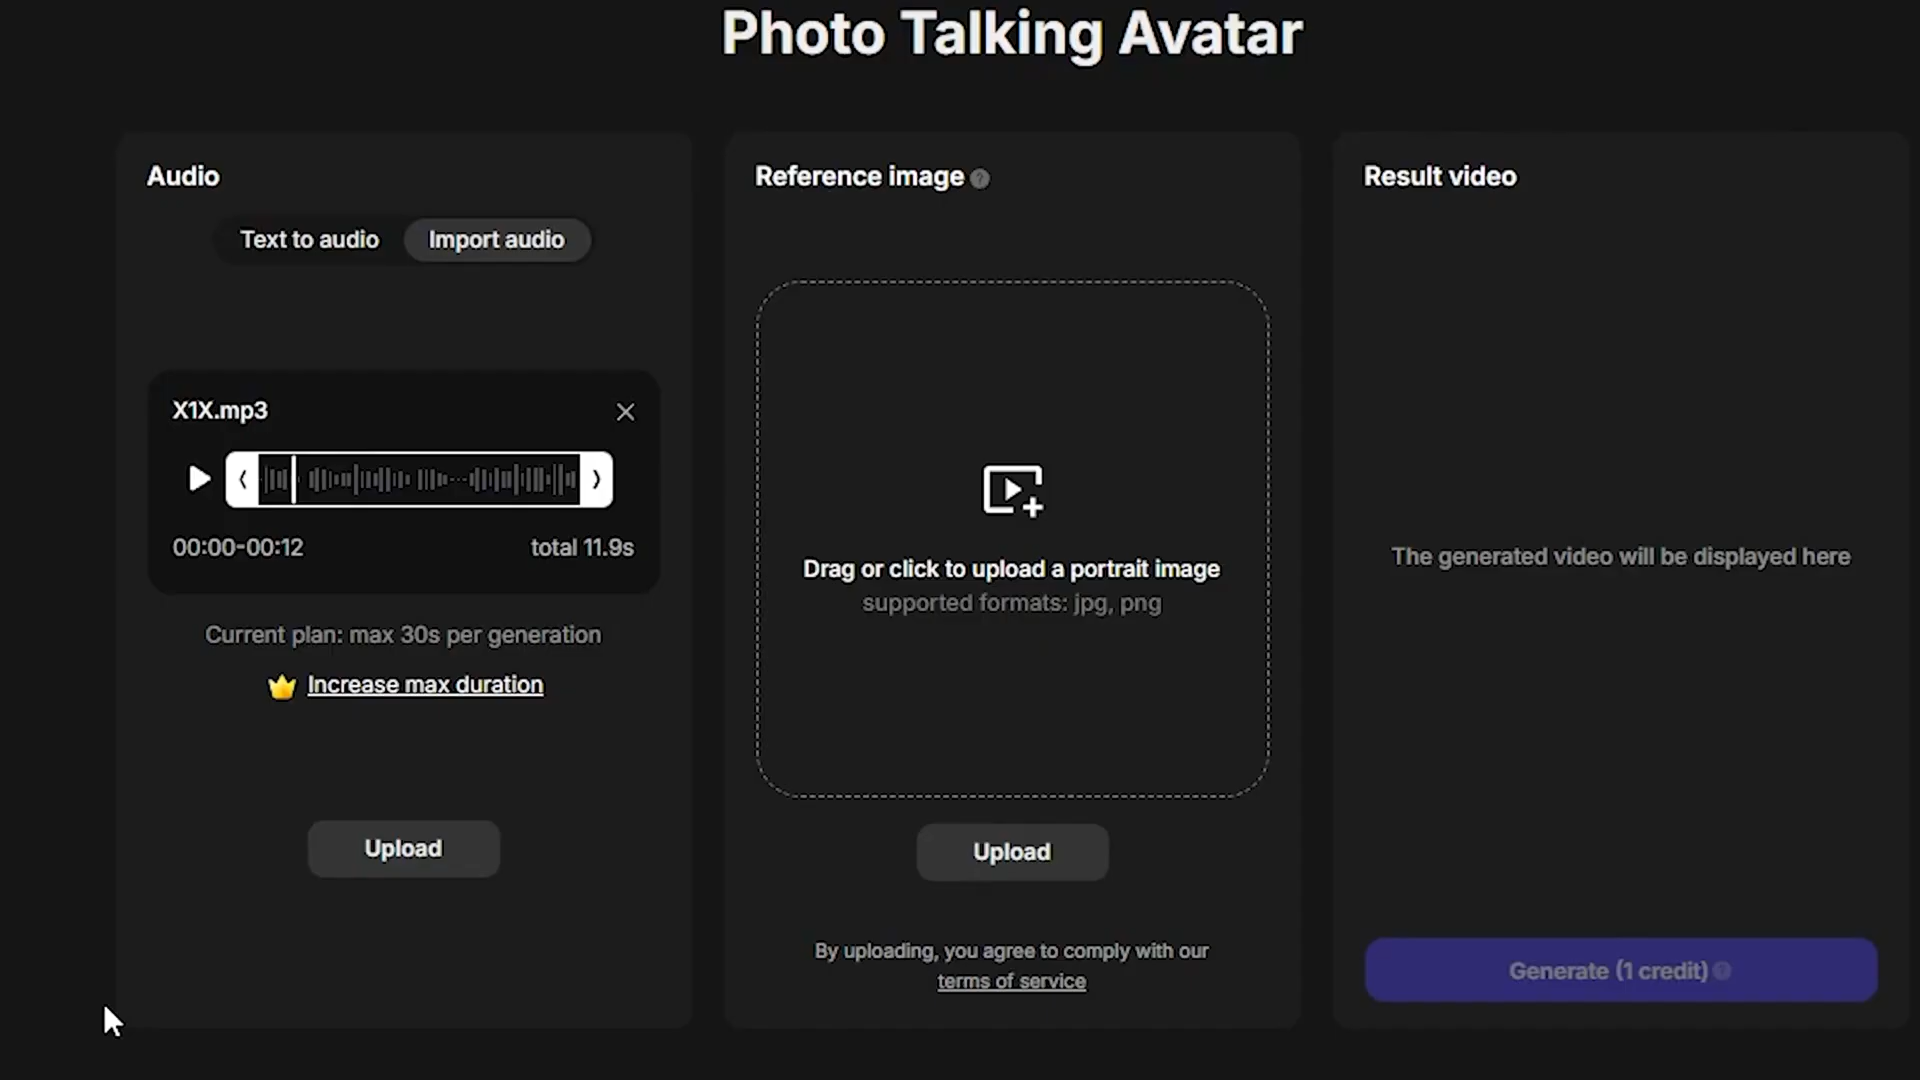 Photo Talking Avatar
Audio
Text to audio
Import audio
X1X.mp3
00:00-00:12
total 11.9s
Current plan: max 30s per generation
Increase max duration
Upload
Reference image
Drag or click to upload a portrait image
supported formats: jpg, png
Upload
By uploading, you agree to comply with our
terms of service
Result video
The generated video will be displayed here
Generate (1 credit)